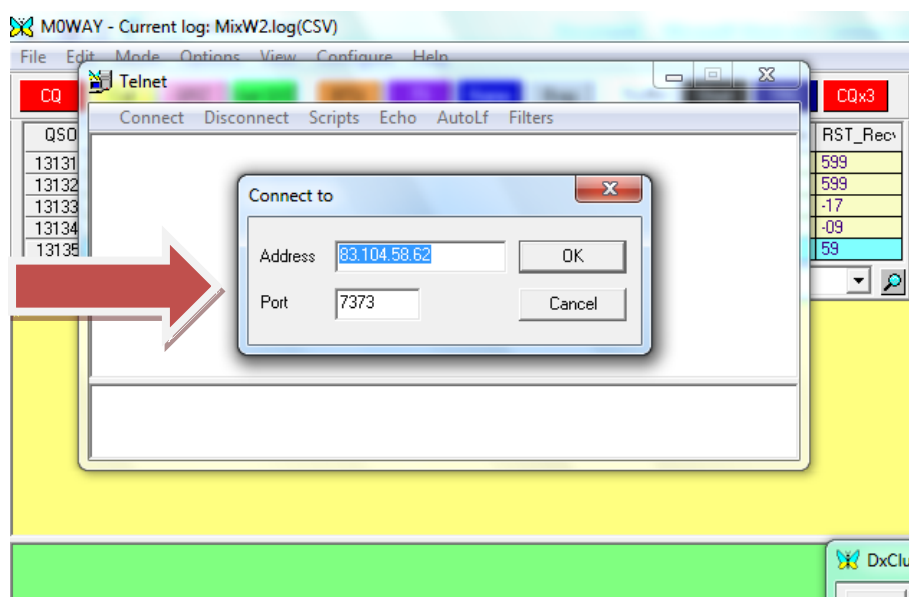 M0WAY - Current log: MixW2.log(CSV)
File Edit Mode Options View Configure Help
Telnet
CQ
CQx3
Connect Disconnect Scripts Echo AutoLf Filters
QSO
RST_Recv
13131
599
13132
599
Connect to
13133
-17
13134
-09
13135
59
Address 83.104.58.62 OK
Port 7373 Cancel
DxClu